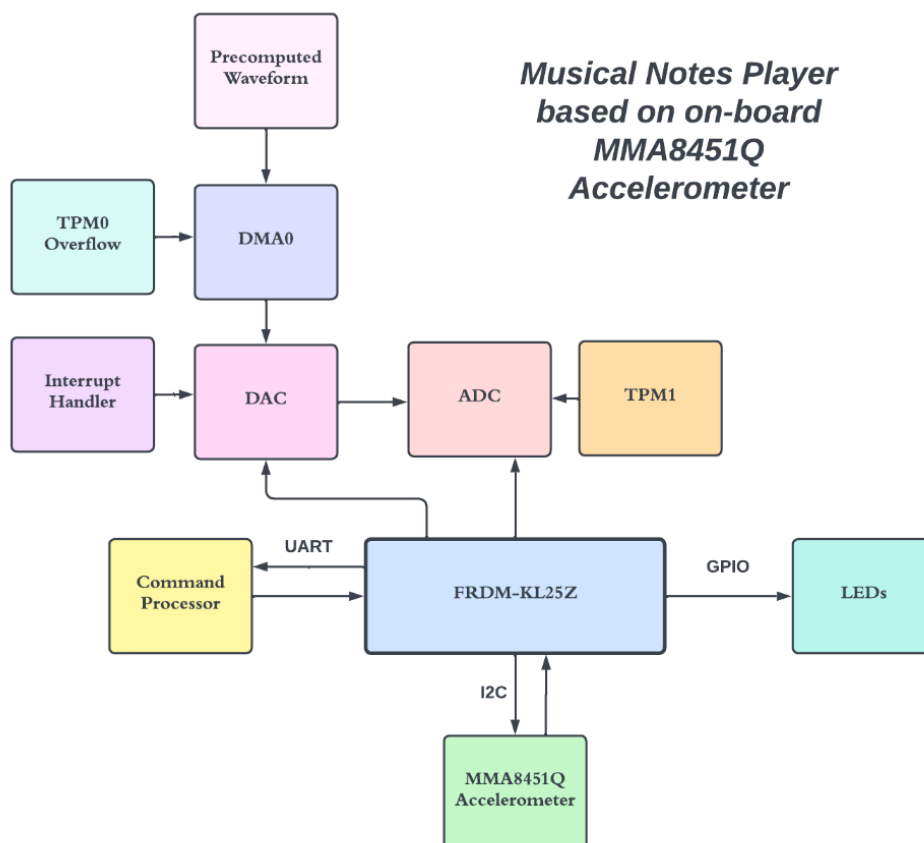 Precomputed
Waveform
Musical Notes Player
based on on-board
MMA8451Q
Accelerometer
TPM0
Overflow
DMA0
Interrupt
Handler
DAC
ADC
TPM1
UART
Command
Processor
FRDM-KL25Z
GPIO
LEDs
I2C
MMA8451Q
Accelerometer